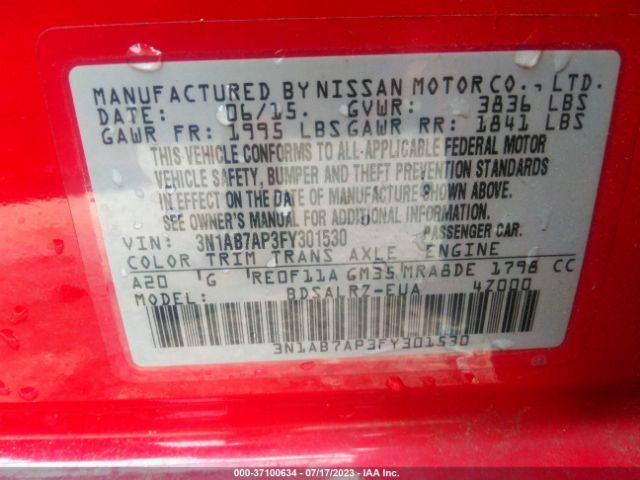 MANUFACTURED BY NISSAN MOTOR CO., LTD.
DATE: 06/15. GVWR: 3836 LBS
GAWR FR: 1995 LBS GAWR RR: 1841 LBS
THIS VEHICLE CONFORMS TO ALL-APPLICABLE FEDERAL MOTOR
VEHICLE SAFETY, BUMPER AND THEFT PREVENTION STANDARDS
IN EFFECT ON THE DATE OF MANUFACTURE SHOWN ABOVE.
SEE OWNER'S MANUAL FOR ADDITIONAL INFORMATION.
VIN: 3N1AB7AP3FY301530 PASSENGER CAR.
COLOR TRIM TRANS AXLE ENGINE
A20 G RE0F11A GM35 MRA8DE 1798 CC
MODEL: BDSALRZ-EUA 4Z000
3N1AB7AP3FY301530
000-37100634 - 07/17/2023 - IAA Inc.